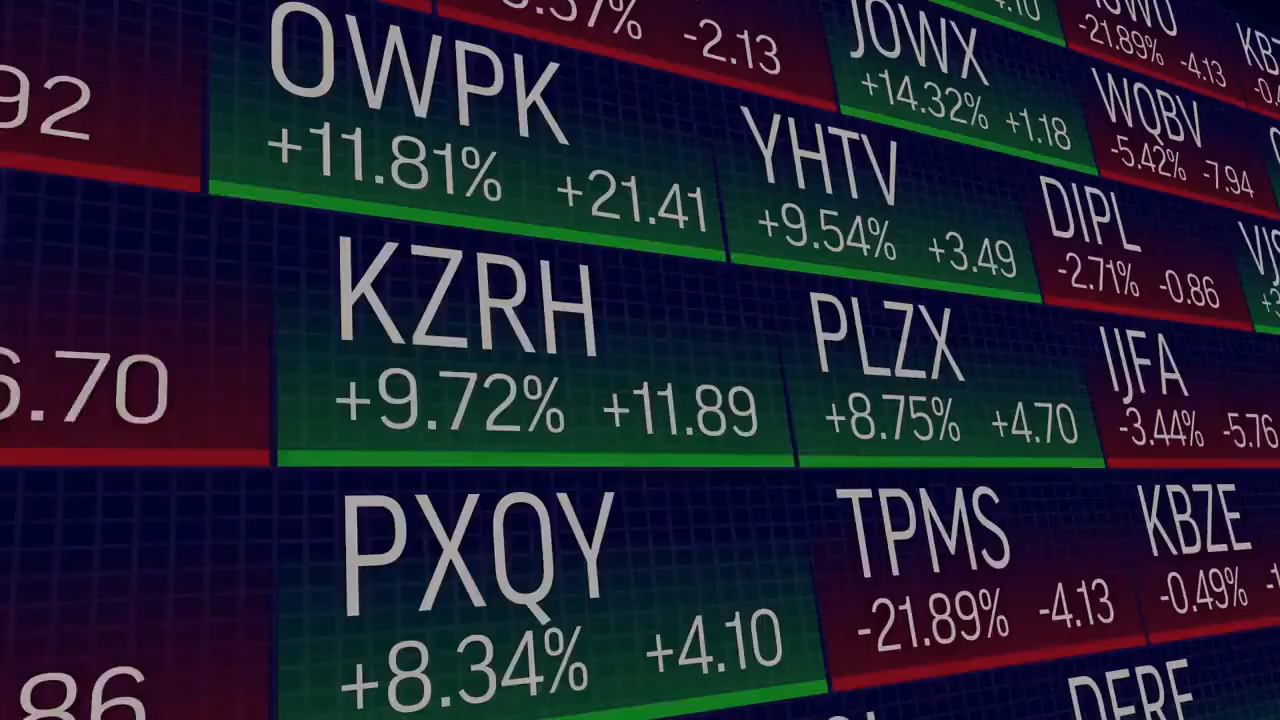 -2.13
JOWX
+14.32% +1.18
-21.89% -4.13
92
OWPK
+11.81% +21.41
YHTV
+9.54% +3.49
WQBV
-5.42% -7.94
DIPL
-2.71% -0.86
6.70
KZRH
+9.72% +11.89
PLZX
+8.75% +4.70
IJFA
-3.44% -5.76
86
PXQY
+8.34% +4.10
TPMS
-21.89% -4.13
KBZE
-0.49%